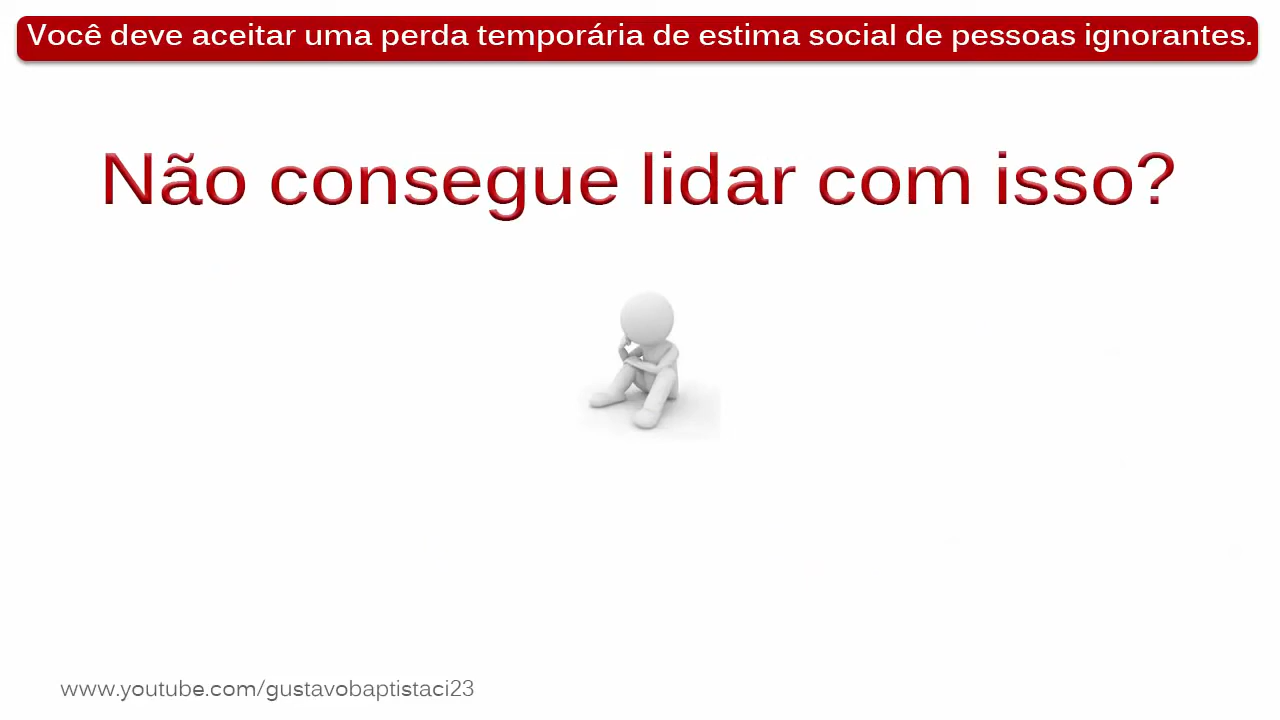 Você deve aceitar uma perda temporária de estima social de pessoas ignorantes.
Não consegue lidar com isso?
www.youtube.com/gustavobaptistaci23